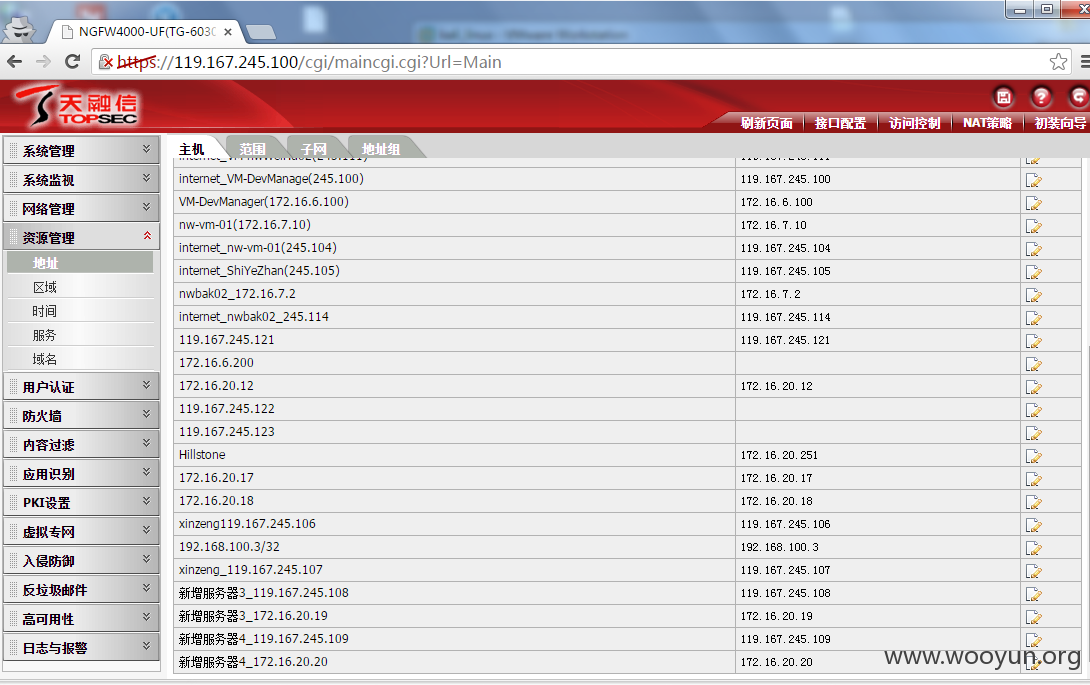 NGFW4000-UF(TG-6030
https://119.167.245.100/cgi/maincgi.cgi?Url=Main
天融信
TOPSEC
刷新页面 接口配置 访问控制 NAT策略 初装向导
系统管理
系统监视
网络管理
资源管理
地址
区域
时间
服务
域名
用户认证
防火墙
内容过滤
应用识别
PKI设置
虚拟专网
入侵防御
反垃圾邮件
高可用性
日志与报警
主机 范围 子网 地址组
internet_VM-DevManage(245.100) 119.167.245.100
VM-DevManager(172.16.6.100) 172.16.6.100
nw-vm-01(172.16.7.10) 172.16.7.10
internet_nw-vm-01(245.104) 119.167.245.104
internet_ShiYeZhan(245.105) 119.167.245.105
nwbak02_172.16.7.2 172.16.7.2
internet_nwbak02_245.114 119.167.245.114
119.167.245.121 119.167.245.121
172.16.6.200
172.16.20.12 172.16.20.12
119.167.245.122
119.167.245.123
Hillstone 172.16.20.251
172.16.20.17 172.16.20.17
172.16.20.18 172.16.20.18
xinzeng119.167.245.106 119.167.245.106
192.168.100.3/32 192.168.100.3
xinzeng_119.167.245.107 119.167.245.107
新增服务器3_119.167.245.108 119.167.245.108
新增服务器3_172.16.20.19 172.16.20.19
新增服务器4_119.167.245.109 119.167.245.109
新增服务器4_172.16.20.20 172.16.20.20
www.wooyun.org